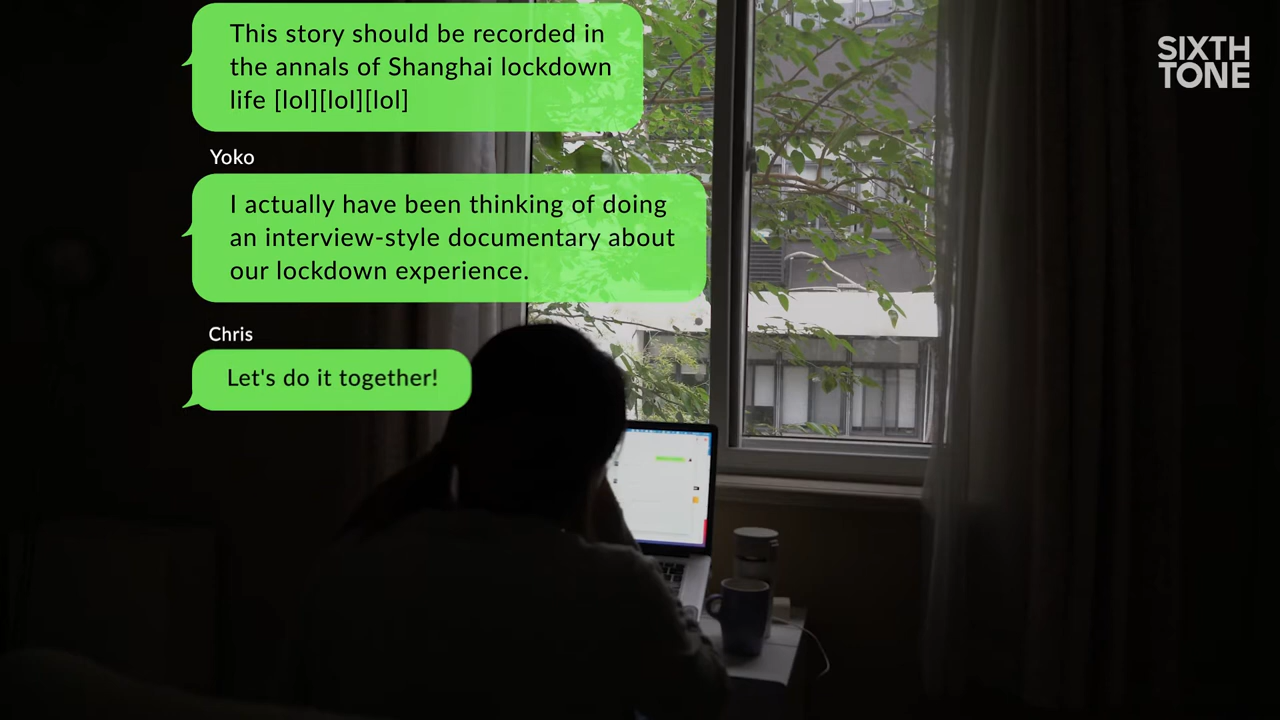 This story should be recorded in
the annals of Shanghai lockdown
life [lol][lol][lol]
Yoko
I actually have been thinking of doing
an interview-style documentary about
our lockdown experience.
Chris
Let's do it together!
SIXTH
TONE